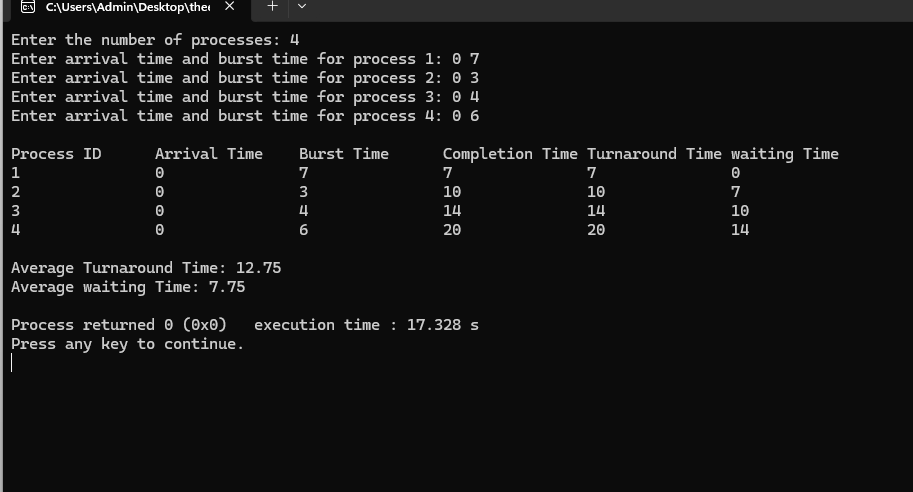 C:\Users\Admin\Desktop\thee
Enter the number of processes: 4
Enter arrival time and burst time for process 1: 0 7
Enter arrival time and burst time for process 2: 0 3
Enter arrival time and burst time for process 3: 0 4
Enter arrival time and burst time for process 4: 0 6
Process ID Arrival Time Burst Time Completion Time Turnaround Time waiting Time
1 0 7 7 7 0
2 0 3 10 10 7
3 0 4 14 14 10
4 0 6 20 20 14
Average Turnaround Time: 12.75
Average waiting Time: 7.75
Process returned 0 (0x0) execution time : 17.328 s
Press any key to continue.